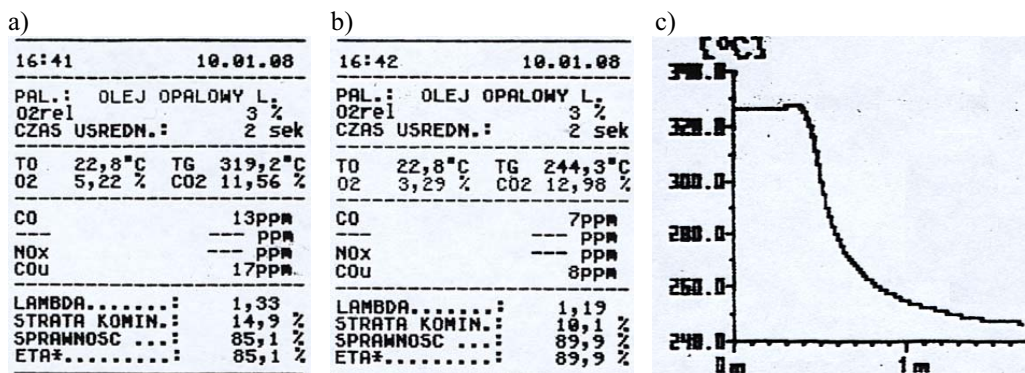 a)
16:41 10.01.08
PAL.: OLEJ OPALOWY L.
O2rel 3 %
CZAS USREDN.: 2 sek
TO 22,8°C TG 319,2°C
O2 5,22 % CO2 11,56 %
CO 13ppm
--- --- ppm
NOx --- ppm
COu 17ppm
LAMBDA.......: 1,33
STRATA KOMIN.: 14,9 %
SPRAWNOSC ...: 85,1 %
ETA*.........: 85,1 %
b)
16:42 10.01.08
PAL.: OLEJ OPALOWY L.
O2rel 3 %
CZAS USREDN.: 2 sek
TO 22,8°C TG 244,3°C
O2 3,29 % CO2 12,98 %
CO 7ppm
--- --- ppm
NOx --- ppm
COu 8ppm
LAMBDA.......: 1,19
STRATA KOMIN.: 10,1 %
SPRAWNOSC ...: 89,9 %
ETA*.........: 89,9 %
c)
[°C]
340.0
320.0
300.0
280.0
260.0
240.0
0m 1m